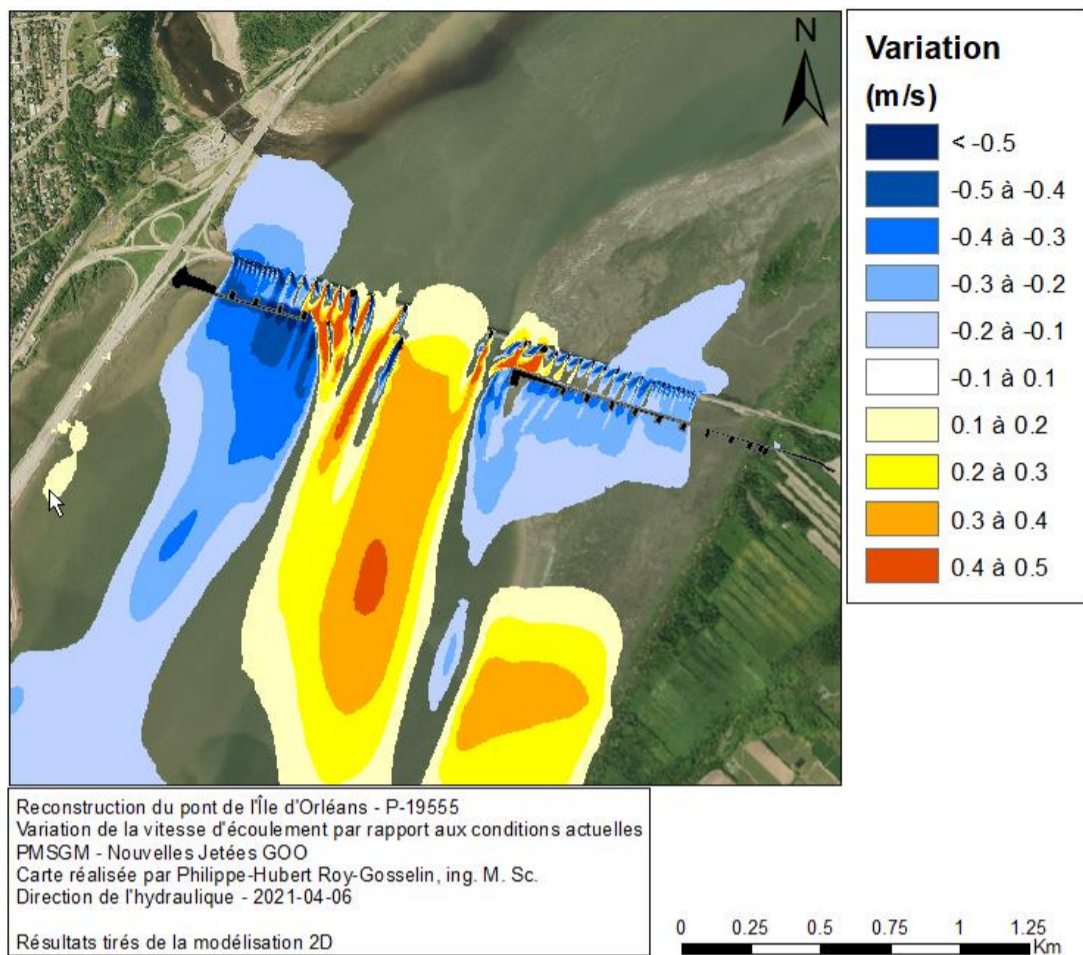 N
Variation
(m/s)
< -0.5
-0.5 à -0.4
-0.4 à -0.3
-0.3 à -0.2
-0.2 à -0.1
-0.1 à 0.1
0.1 à 0.2
0.2 à 0.3
0.3 à 0.4
0.4 à 0.5
Reconstruction du pont de l'Île d'Orléans - P-19555
Variation de la vitesse d'écoulement par rapport aux conditions actuelles
PMSGM - Nouvelles Jetées GOO
Carte réalisée par Philippe-Hubert Roy-Gosselin, ing. M. Sc.
Direction de l'hydraulique - 2021-04-06
Résultats tirés de la modélisation 2D
0 0.25 0.5 0.75 1 1.25
Km